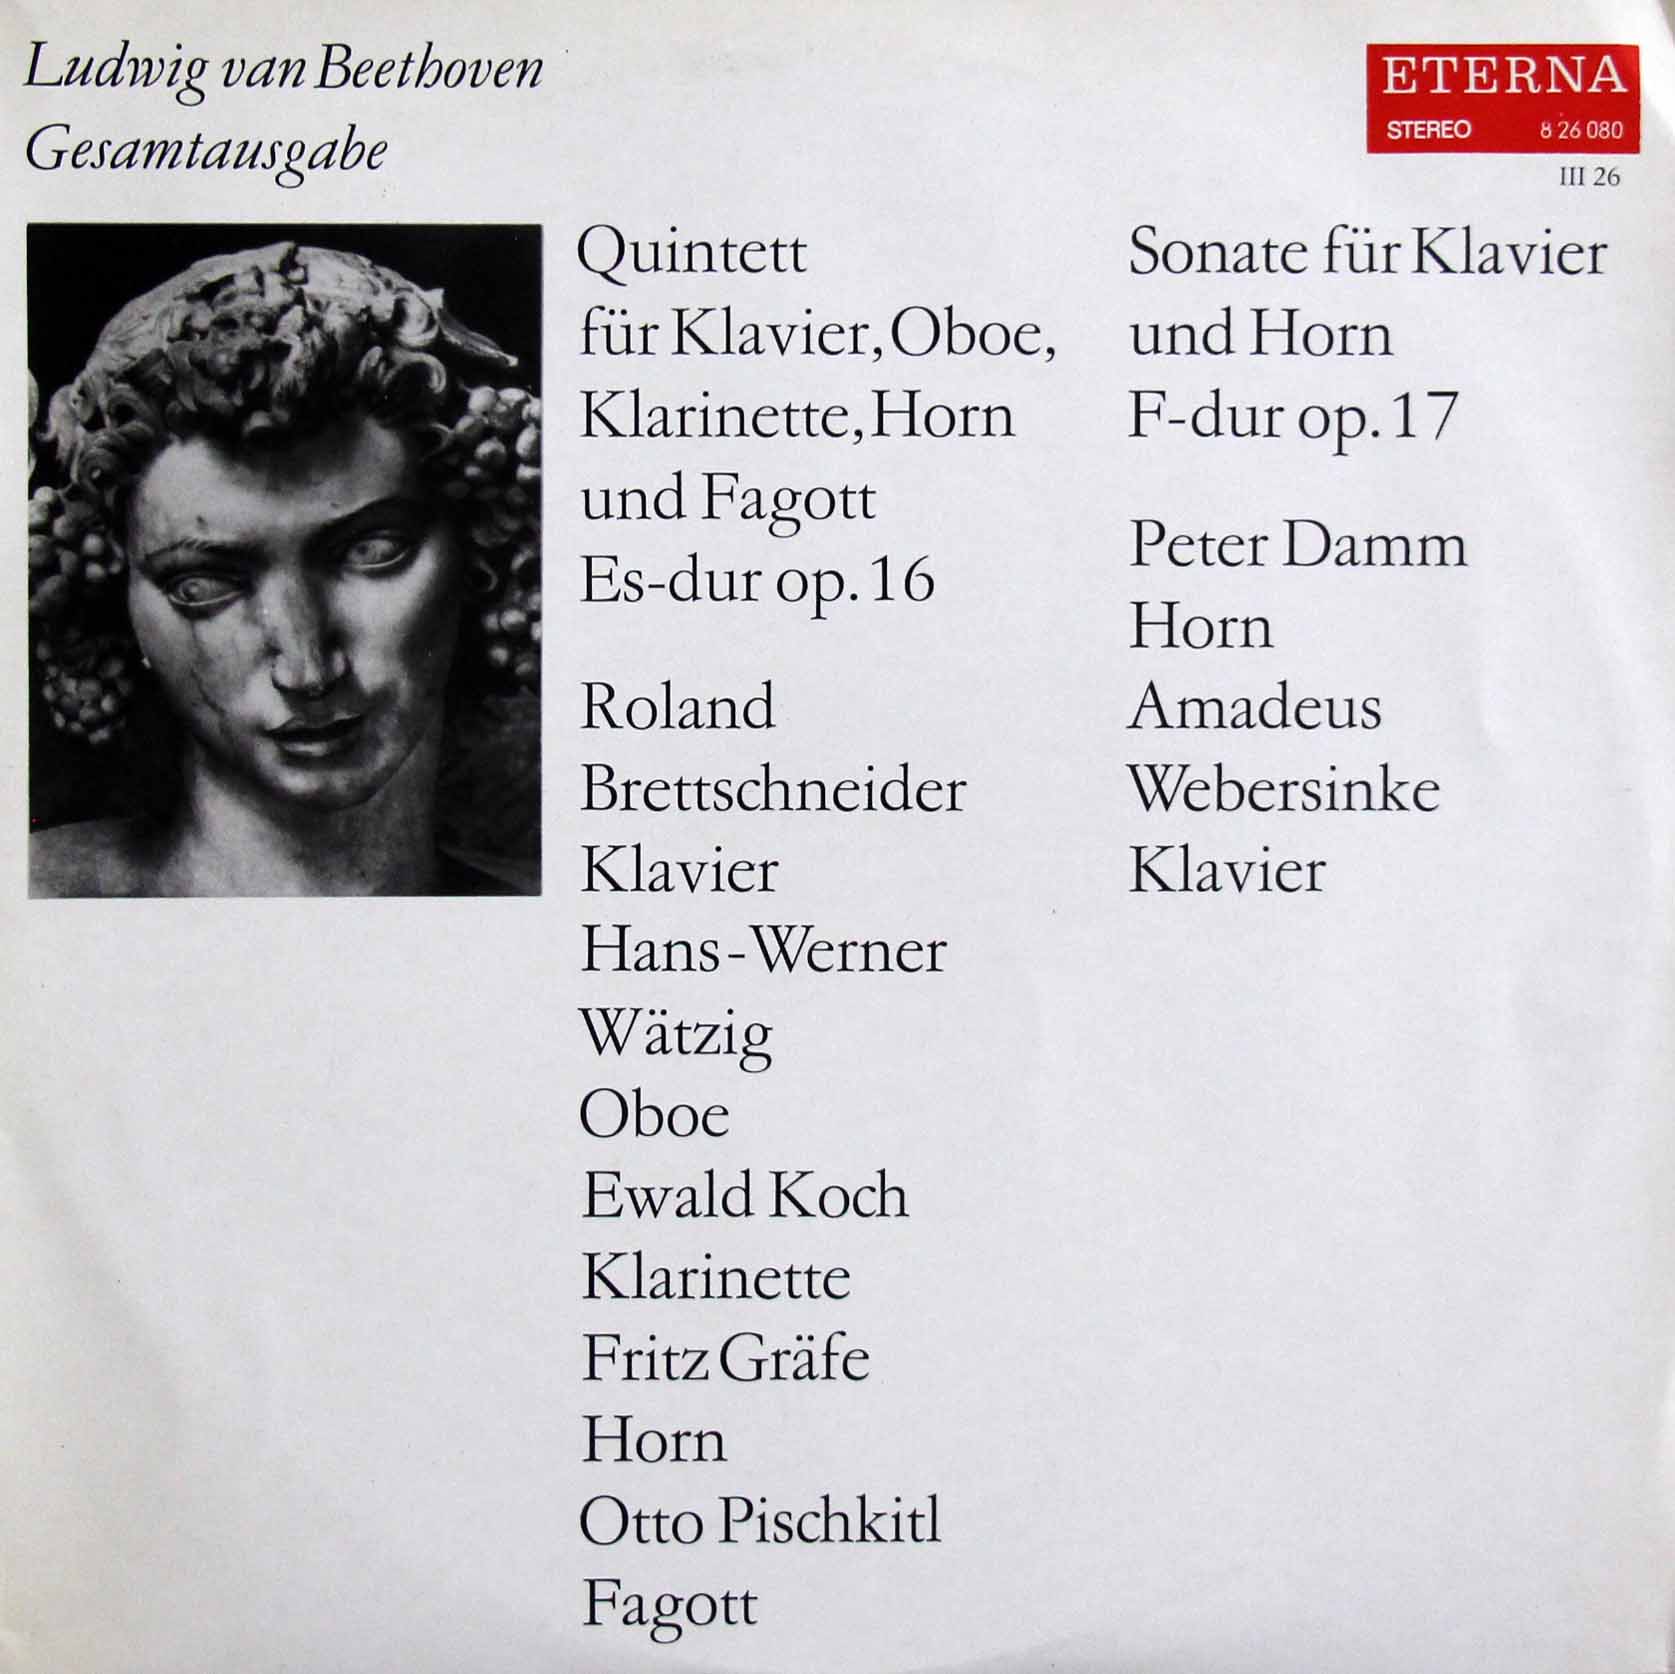 Ludwig van Beethoven
Gesamtausgabe
ETERNA
STEREO 8 26 080
III 26
Quintett
für Klavier, Oboe,
Klarinette, Horn
und Fagott
Es-dur op. 16
Roland
Brettschneider
Klavier
Hans-Werner
Wätzig
Oboe
Ewald Koch
Klarinette
Fritz Gräfe
Horn
Otto Pischkitl
Fagott
Sonate für Klavier
und Horn
F-dur op. 17
Peter Damm
Horn
Amadeus
Webersinke
Klavier